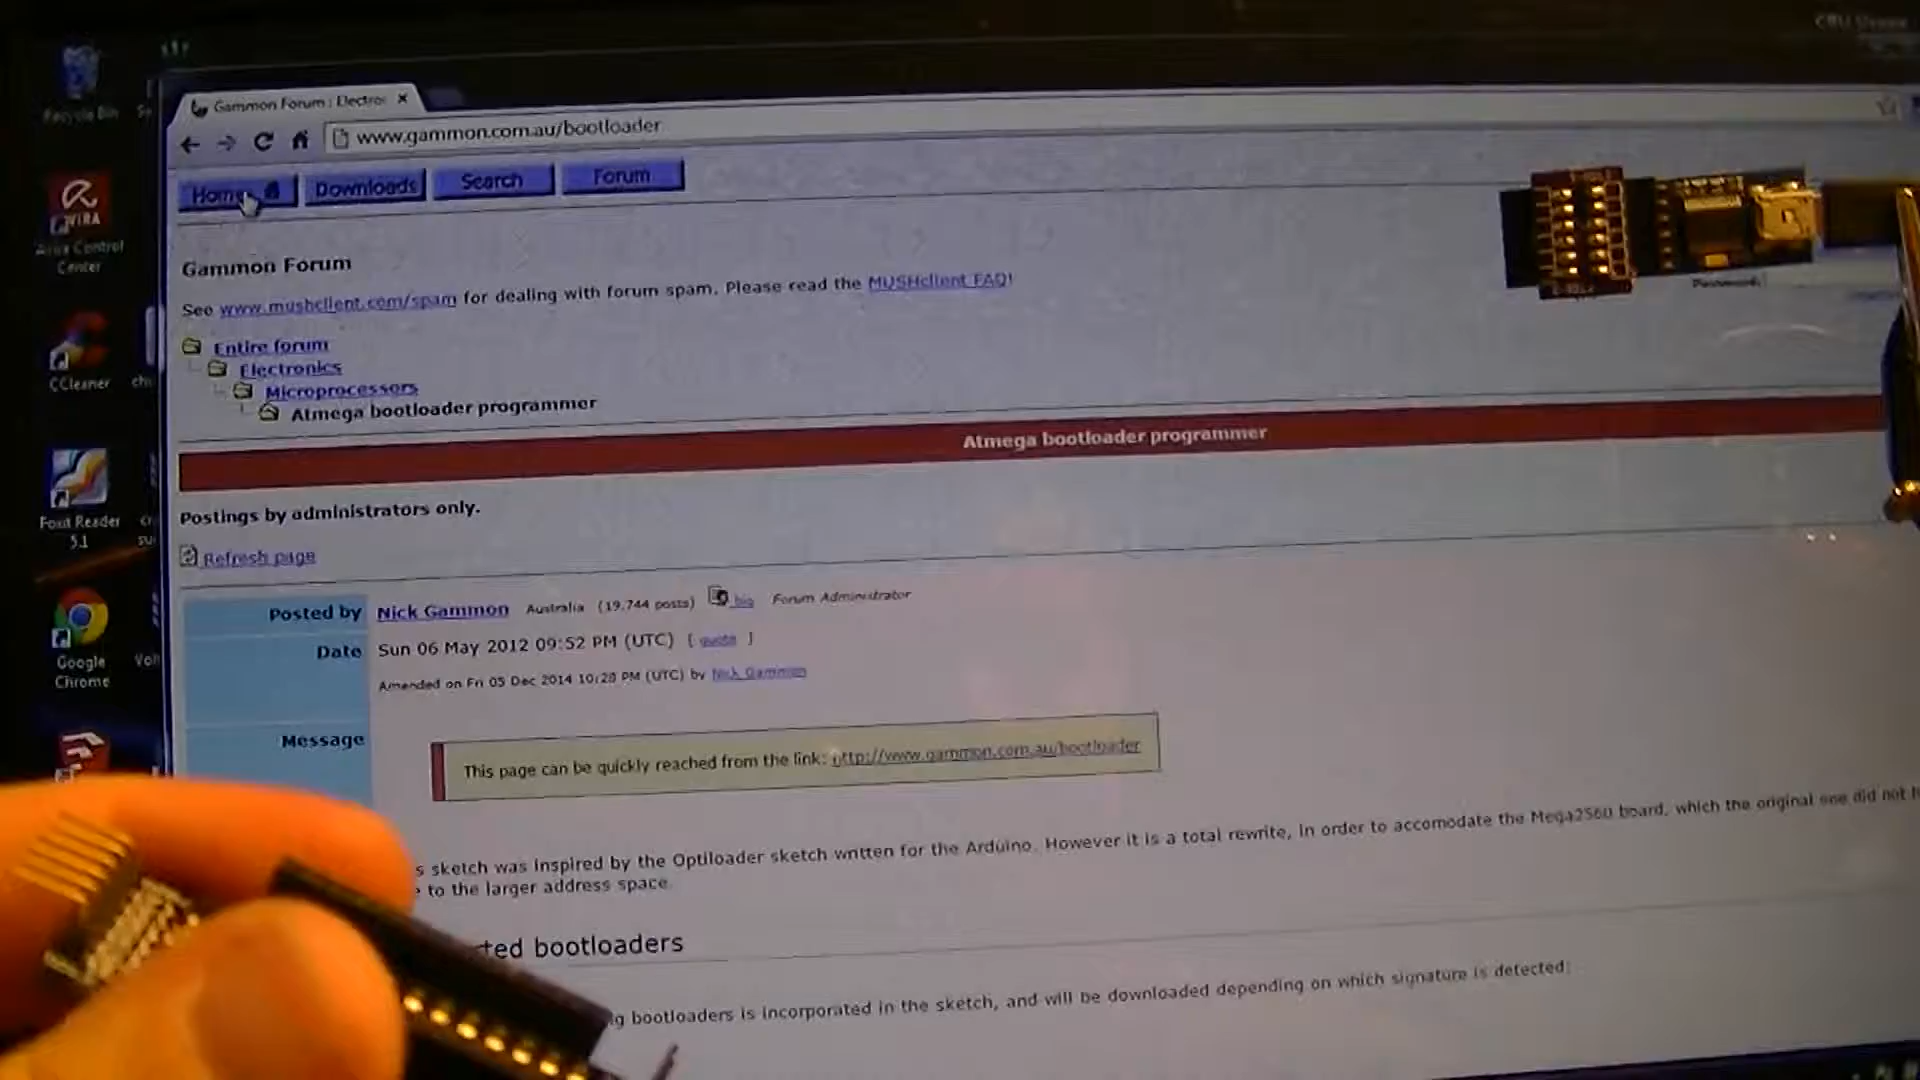 Recycle Bin
VIRA
Avira Control
Center
CCleaner
Foxit Reader
5.1
Google
Chrome
Gammon Forum : Electro
www.gammon.com.au/bootloader
Home
Downloads
Search
Forum
Gammon Forum
See www.mushclient.com/spam for dealing with forum spam. Please read the MUSHclient FAQ!
Entire forum
Electronics
Microprocessors
Atmega bootloader programmer
Atmega bootloader programmer
Postings by administrators only.
Refresh page
Posted by Nick Gammon Australia (19,744 posts) bio Forum Administrator
Date Sun 06 May 2012 09:52 PM (UTC) [ quote ]
Amended on Fri 05 Dec 2014 10:20 PM (UTC) by Nick Gammon
Message
This page can be quickly reached from the link: http://www.gammon.com.au/bootloader
s sketch was inspired by the Optiloader sketch written for the Arduino. However it is a total rewrite, in order to accomodate the Mega2560 board, which the original one did not h
to the larger address space.
ted bootloaders
g bootloaders is incorporated in the sketch, and will be downloaded depending on which signature is detected: